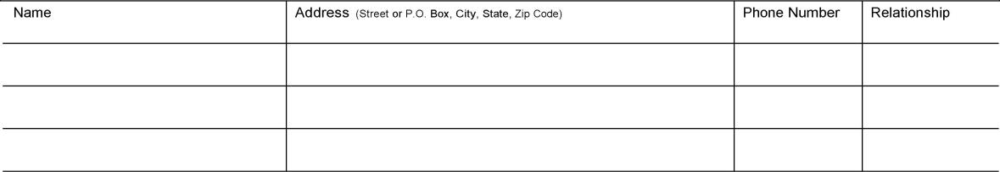 Name Address (Street or P.O. Box, City, State, Zip Code) Phone Number Relationship